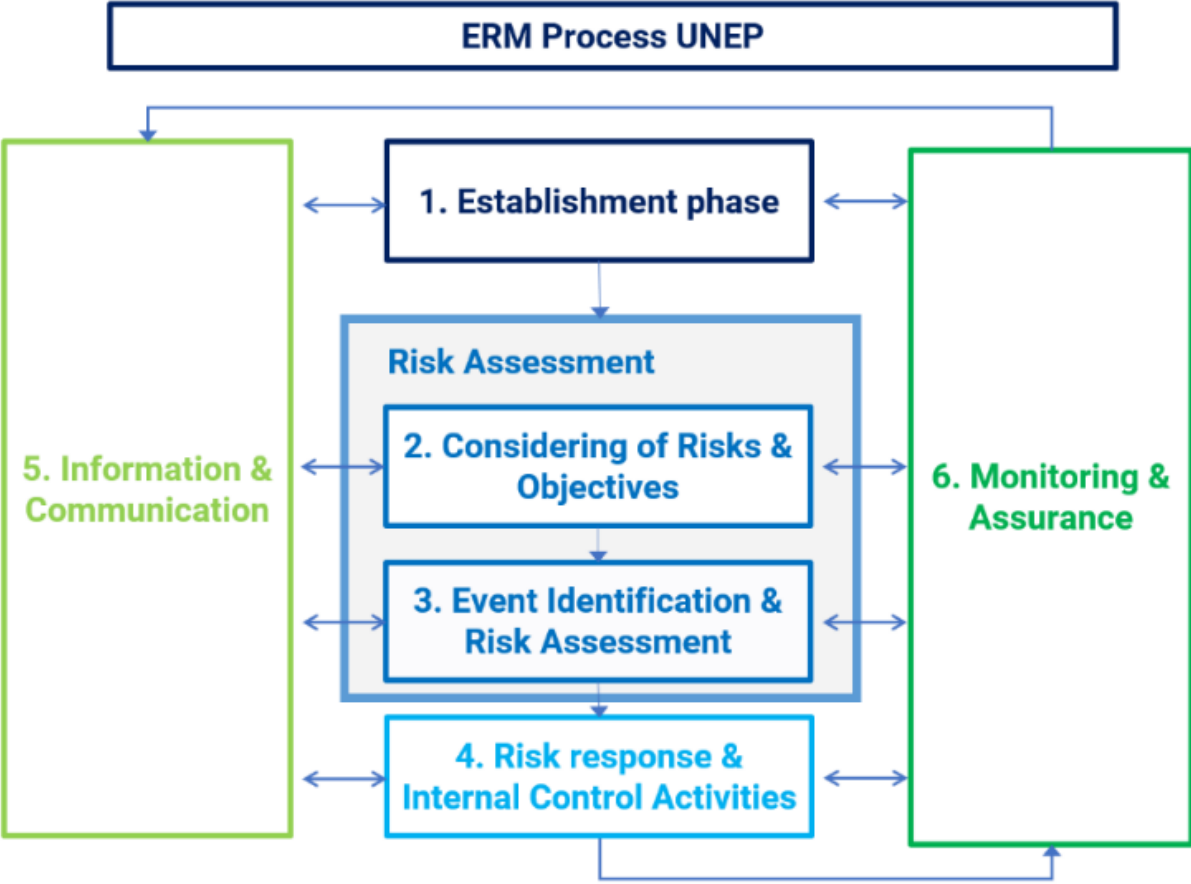 ERM Process UNEP
1. Establishment phase
Risk Assessment
2. Considering of Risks &
Objectives
3. Event Identification &
Risk Assessment
4. Risk response &
Internal Control Activities
5. Information &
Communication
6. Monitoring &
Assurance